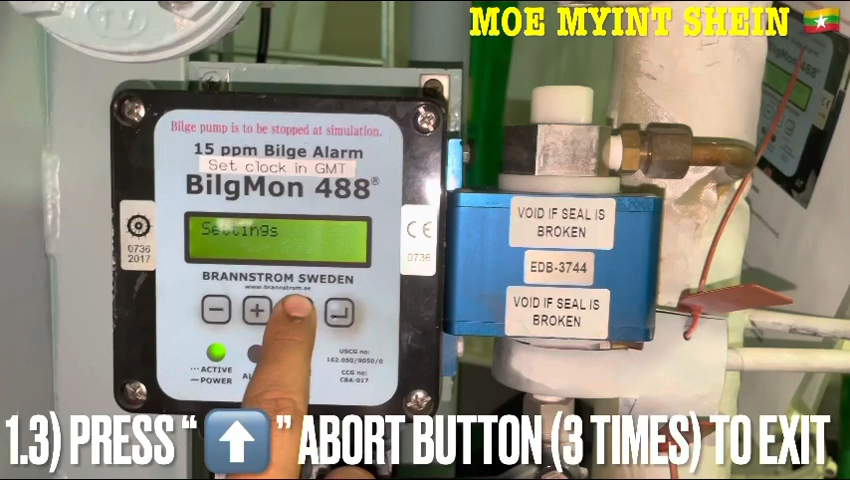 MOE MYINT SHEIN 🇲🇲
Bilge pump is to be stopped at simulation.
15 ppm Bilge Alarm
Set clock in GMT
BilgMon 488®
Settings
BRANNSTROM SWEDEN
www.brannstrom.se
0736
2017
CE
0736
− +
... ACTIVE
— POWER
USCG no:
162.050/9050/0
CCG no:
CBA-017
VOID IF SEAL IS
BROKEN
EDB-3744
VOID IF SEAL IS
BROKEN
1.3) PRESS “ ⬆️ ” ABORT BUTTON (3 TIMES) TO EXIT